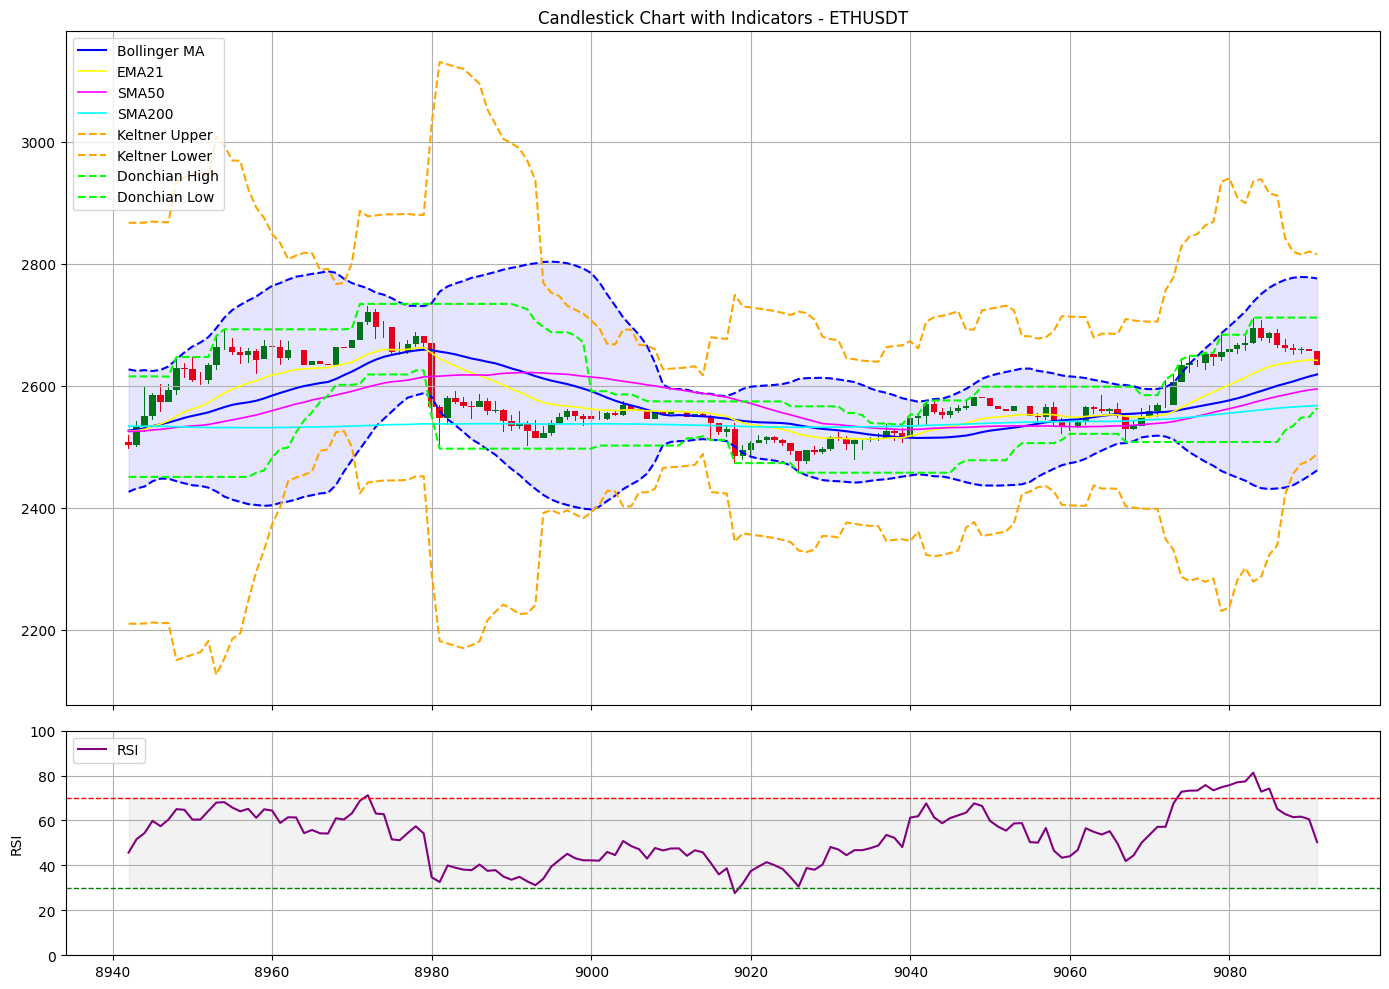 Candlestick Chart with Indicators - ETHUSDT
Bollinger MA
EMA21
SMA50
SMA200
Keltner Upper
Keltner Lower
Donchian High
Donchian Low
3000
2800
2600
2400
2200
RSI
100
80
60
40
20
0
RSI
8940
8960
8980
9000
9020
9040
9060
9080